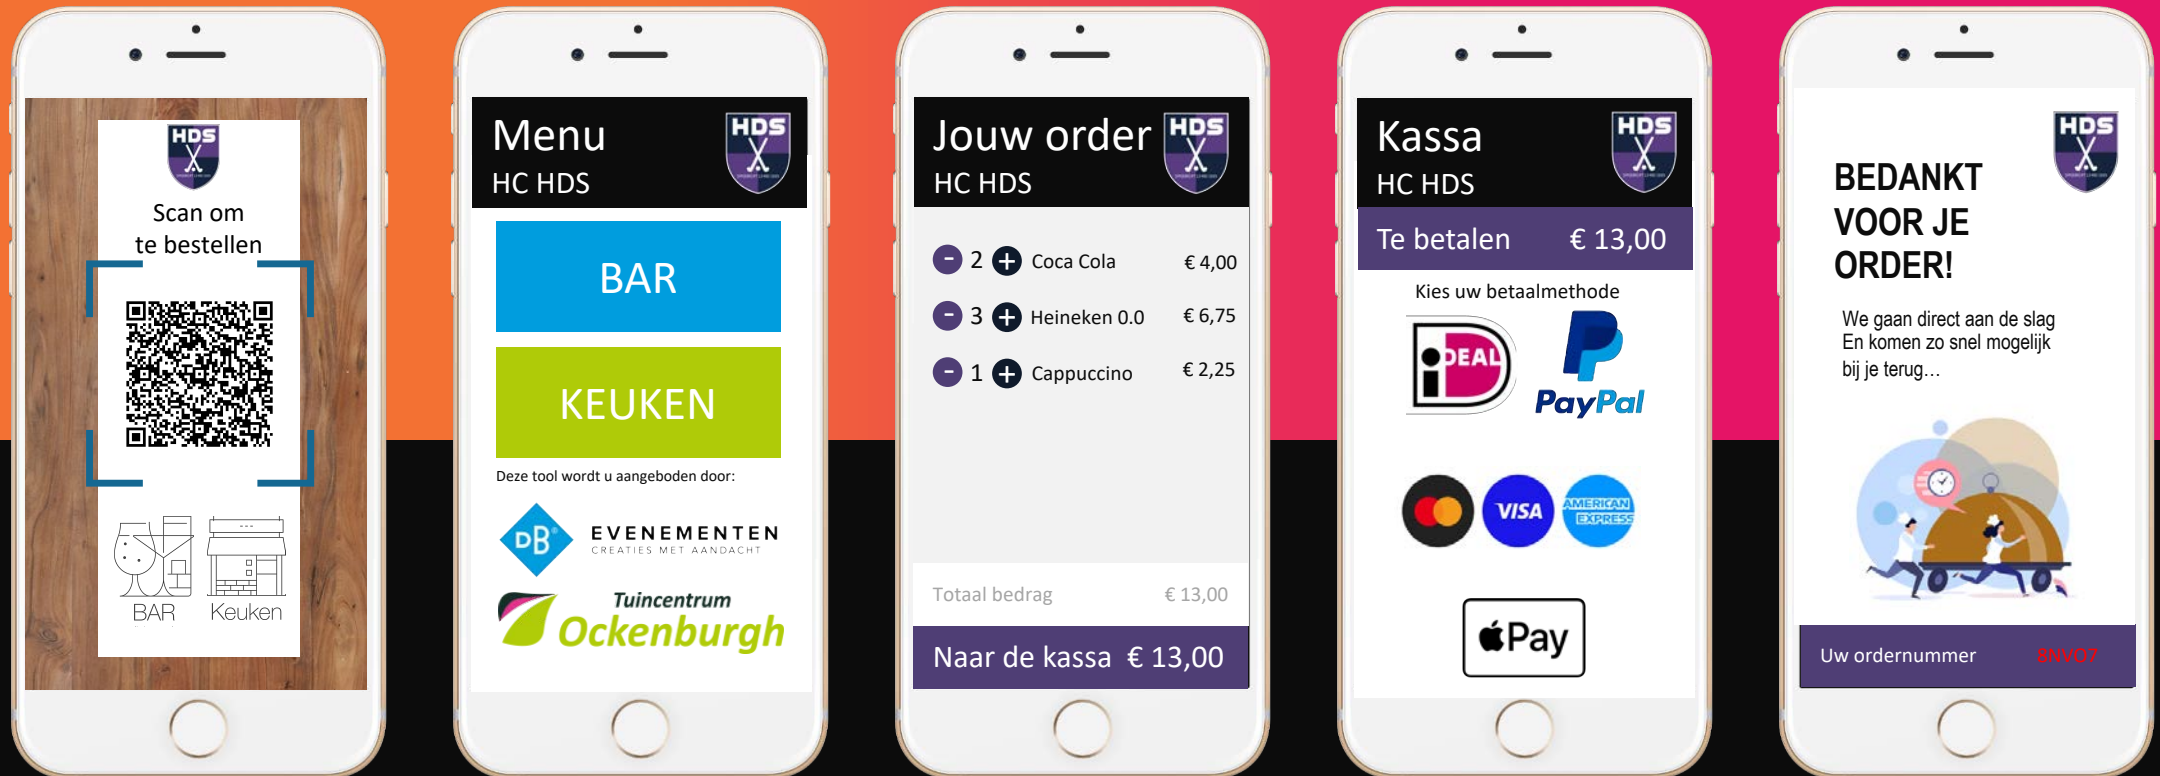 HDS
Scan om
te bestellen
BAR
Keuken
Menu
HC HDS
HDS
BAR
KEUKEN
Deze tool wordt u aangeboden door:
DB
EVENEMENTEN
CREATIES MET AANDACHT
Tuincentrum
Ockenburgh
Jouw order
HC HDS
HDS
- 2 + Coca Cola € 4,00
- 3 + Heineken 0.0 € 6,75
- 1 + Cappuccino € 2,25
Totaal bedrag € 13,00
Naar de kassa € 13,00
Kassa
HC HDS
HDS
Te betalen € 13,00
Kies uw betaalmethode
iDEAL
PayPal
VISA
AMERICAN
EXPRESS
Pay
HDS
BEDANKT
VOOR JE
ORDER!
We gaan direct aan de slag
En komen zo snel mogelijk
bij je terug...
Uw ordernummer 8NVO7